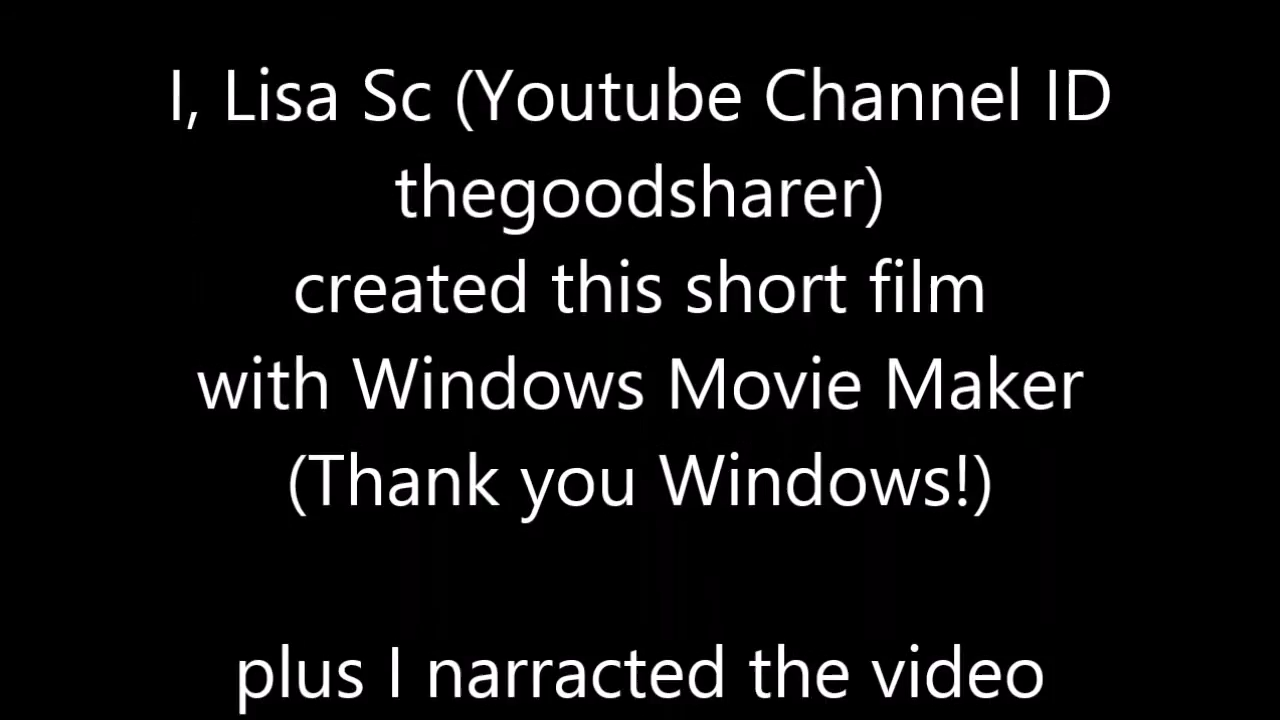 I, Lisa Sc (Youtube Channel ID
thegoodsharer)
created this short film
with Windows Movie Maker
(Thank you Windows!)
plus I narracted the video